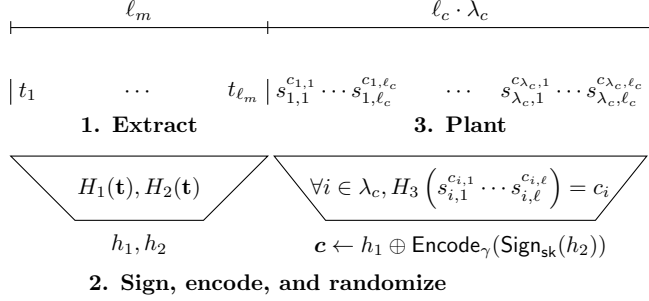 ℓ_m ℓ_c · λ_c
t_1 ··· t_{ℓ_m} s_{1,1}^{c_{1,1}} ··· s_{1,ℓ_c}^{c_{1,ℓ_c}} ··· s_{λ_c,1}^{c_{λ_c,1}} ··· s_{λ_c,ℓ_c}^{c_{λ_c,ℓ_c}}
1. Extract 3. Plant
H_1(𝐭), H_2(𝐭) ∀i ∈ λ_c, H_3 (s_{i,1}^{c_{i,1}} ··· s_{i,ℓ}^{c_{i,ℓ}}) = c_i
h_1, h_2 𝒄 ← h_1 ⊕ Encode_γ(Sign_sk(h_2))
2. Sign, encode, and randomize